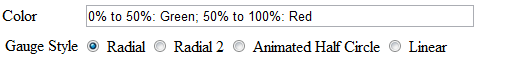 Color 0% to 50%: Green; 50% to 100%: Red
Gauge Style Radial Radial 2 Animated Half Circle Linear